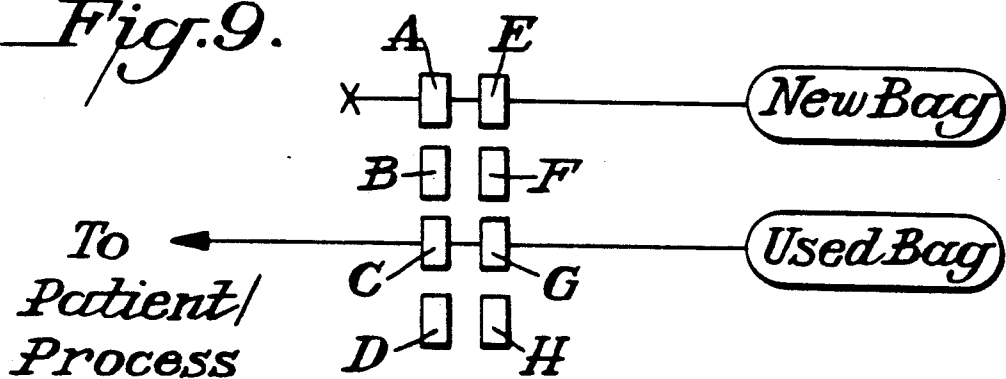 Fig. 9.
A E
X New Bag
B F
To Used Bag
C G
Patient/
D H
Process